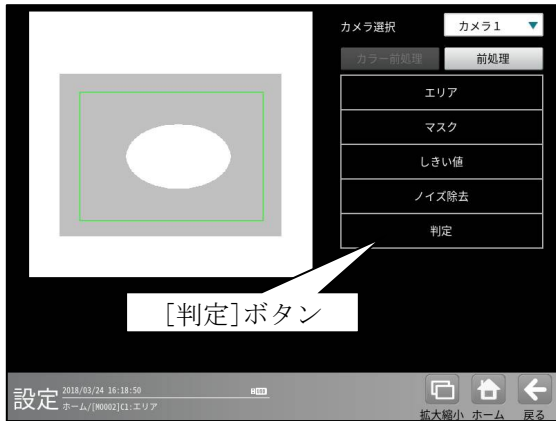 カメラ選択 カメラ1
カラー前処理 前処理
エリア
マスク
しきい値
ノイズ除去
判定
[判定]ボタン
設定 2018/03/24 16:18:50
ホーム/[M0002]C1:エリア
拡大縮小 ホーム 戻る